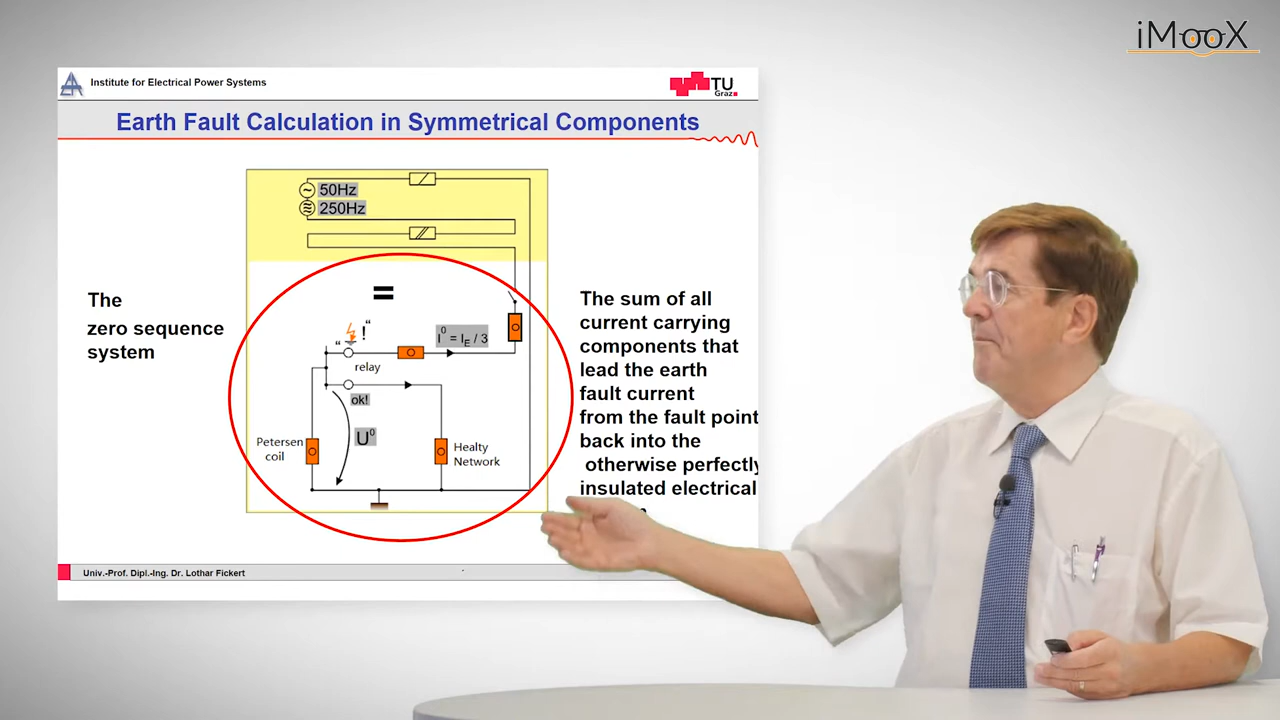 iMooX
Institute for Electrical Power Systems
TU
Graz
Earth Fault Calculation in Symmetrical Components
50Hz
250Hz
=
The
zero sequence
system
"!"
I⁰ = I_E / 3
relay
ok!
U⁰
Petersen
coil
Healty
Network
The sum of all
current carrying
components that
lead the earth
fault current
from the fault point
back into the
otherwise perfectly
insulated electrical
Univ.-Prof. Dipl.-Ing. Dr. Lothar Fickert